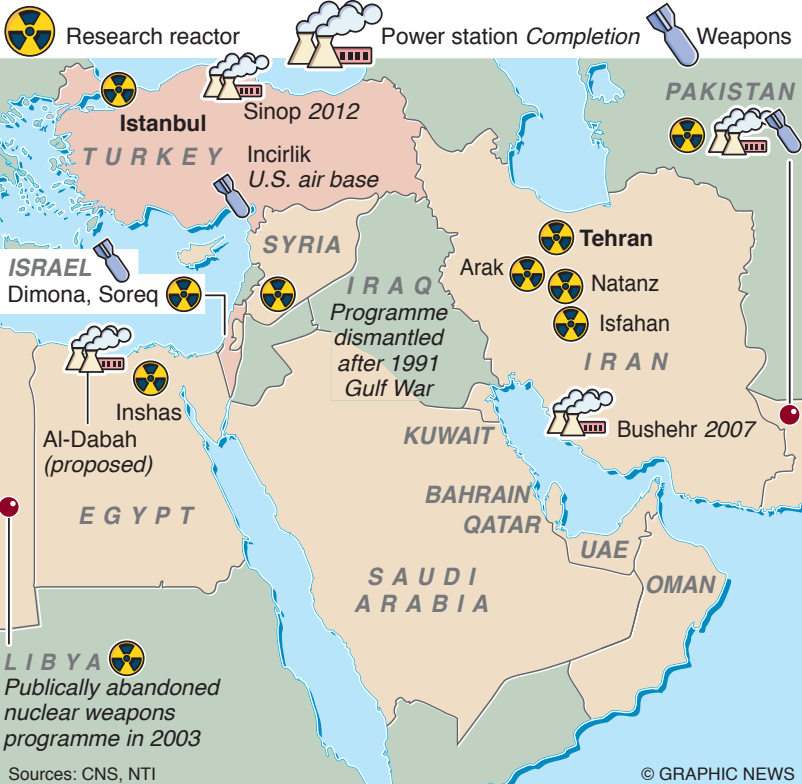 Research reactor
Power station Completion
Weapons
PAKISTAN
Istanbul
Sinop 2012
TURKEY
Incirlik
U.S. air base
SYRIA
Tehran
ISRAEL
Dimona, Soreq
Arak
Natanz
IRAQ
Programme
dismantled
after 1991
Gulf War
Isfahan
IRAN
Inshas
Al-Dabah
(proposed)
KUWAIT
Bushehr 2007
BAHRAIN
QATAR
EGYPT
UAE
SAUDI
ARABIA
OMAN
LIBYA
Publically abandoned
nuclear weapons
programme in 2003
Sources: CNS, NTI
© GRAPHIC NEWS